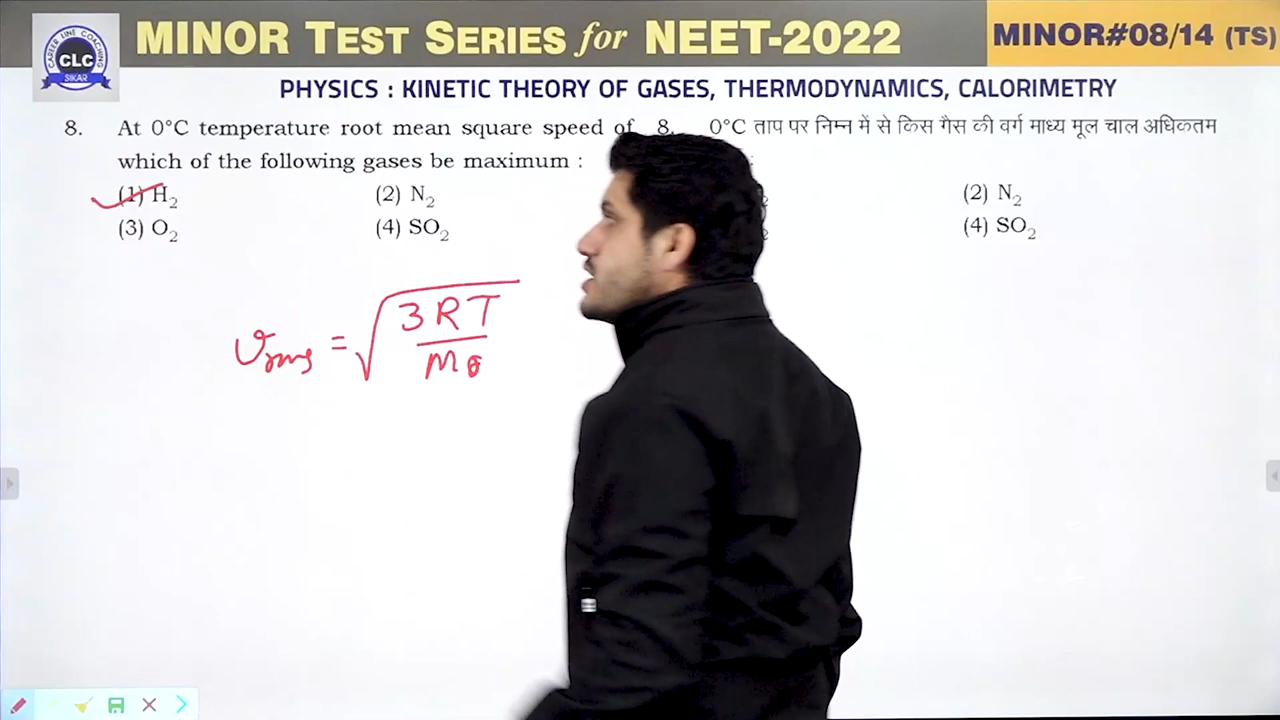 CAREER LINE COACHING
CLC
SIKAR
MINOR TEST SERIES for NEET-2022
MINOR#08/14 (TS)
PHYSICS : KINETIC THEORY OF GASES, THERMODYNAMICS, CALORIMETRY
8. At 0°C temperature root mean square speed of
which of the following gases be maximum :
(1) H₂ (2) N₂
(3) O₂ (4) SO₂
8. 0°C ताप पर निम्न में से किस गैस की वर्ग माध्य मूल चाल अधिकतम
:
(2) N₂
(4) SO₂
v_rms = √(3RT/M)